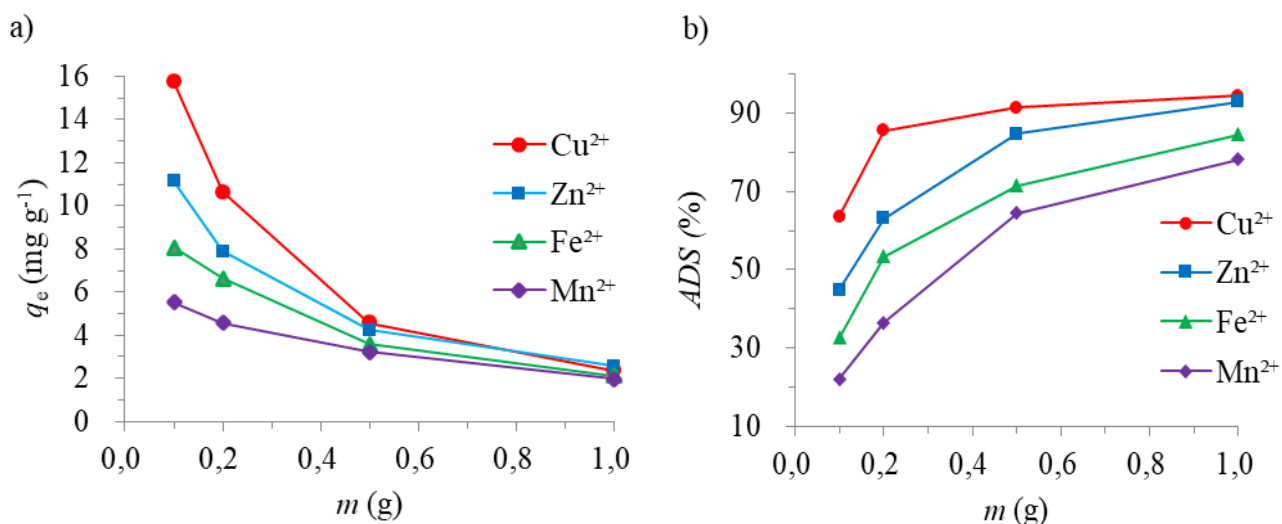 a)
16
14
12
10
8
6
4
2
0
qₑ (mg g⁻¹)
0,0 0,2 0,4 0,6 0,8 1,0
m (g)
Cu²⁺
Zn²⁺
Fe²⁺
Mn²⁺
b)
90
70
50
30
10
ADS (%)
0,0 0,2 0,4 0,6 0,8 1,0
m (g)
Cu²⁺
Zn²⁺
Fe²⁺
Mn²⁺